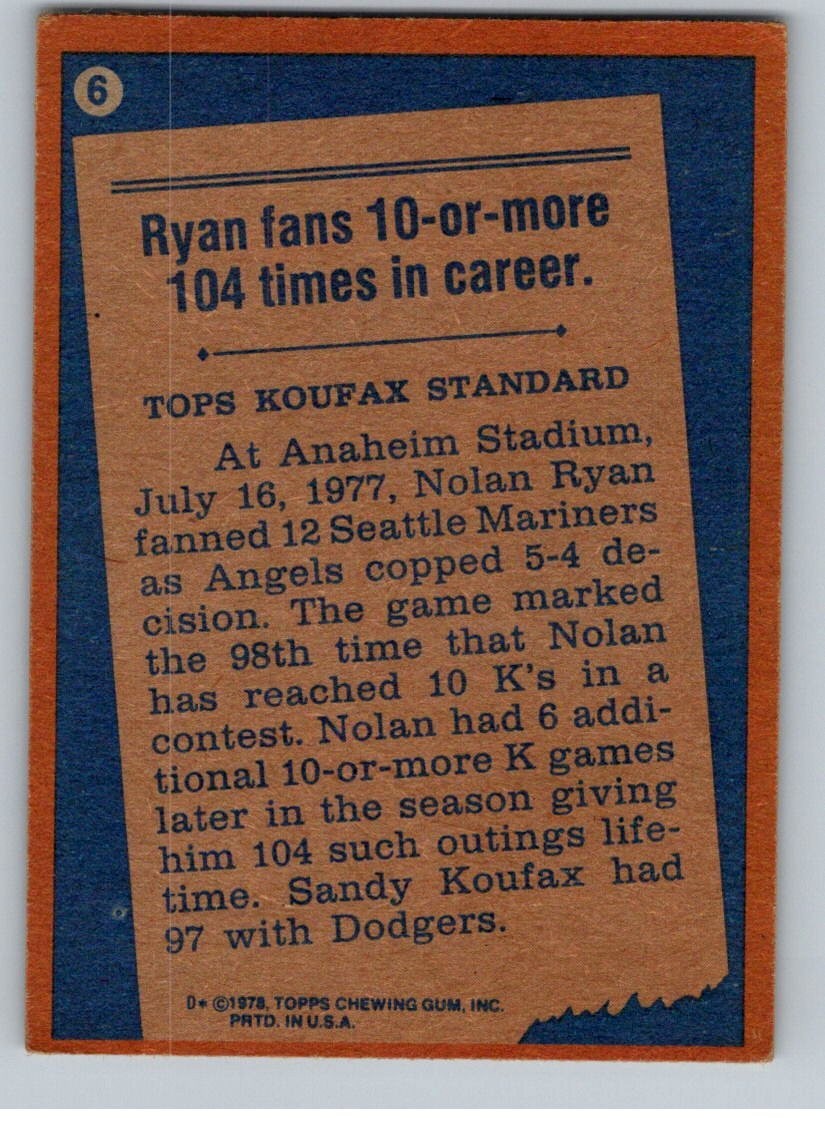 6
Ryan fans 10-or-more
104 times in career.
TOPS KOUFAX STANDARD
At Anaheim Stadium,
July 16, 1977, Nolan Ryan
fanned 12 Seattle Mariners
as Angels copped 5-4 de-
cision. The game marked
the 98th time that Nolan
has reached 10 K's in a
contest. Nolan had 6 addi-
tional 10-or-more K games
later in the season giving
him 104 such outings life-
time. Sandy Koufax had
97 with Dodgers.
D* ©1978, TOPPS CHEWING GUM, INC.
PRTD. IN U.S.A.